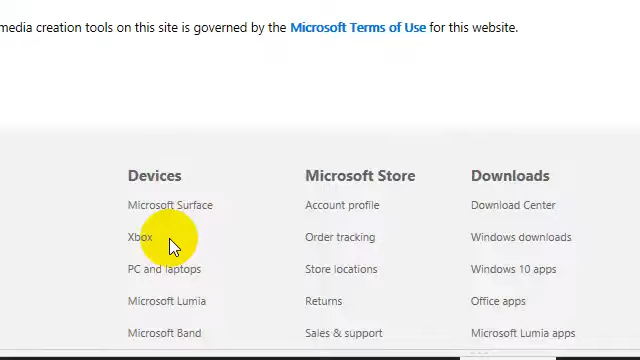 media creation tools on this site is governed by the Microsoft Terms of Use for this website.
Devices
Microsoft Surface
Xbox
PC and laptops
Microsoft Lumia
Microsoft Band
Microsoft Store
Account profile
Order tracking
Store locations
Returns
Sales & support
Downloads
Download Center
Windows downloads
Windows 10 apps
Office apps
Microsoft Lumia apps